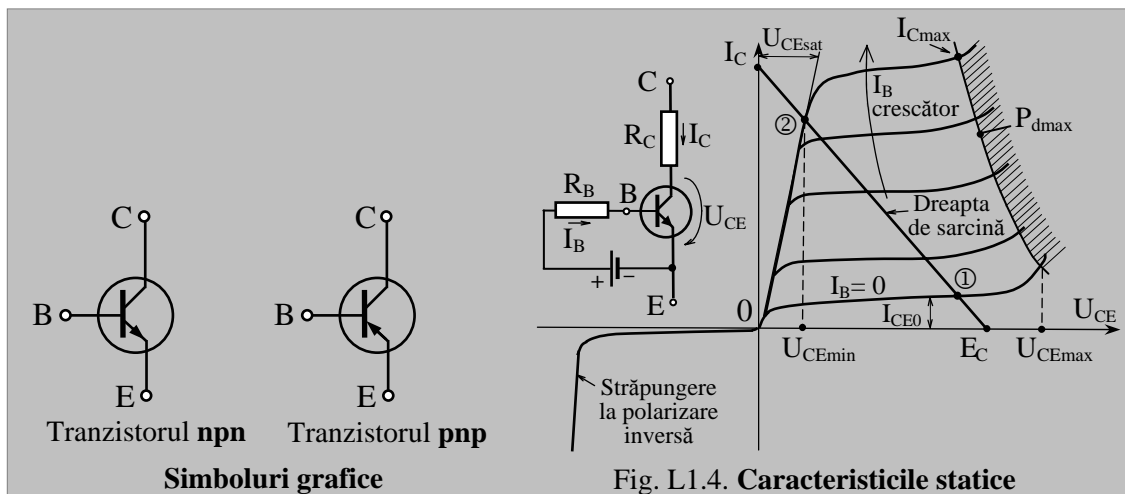 C
B
E
Tranzistorul npn
C
B
E
Tranzistorul pnp
Simboluri grafice
C
R_C
I_C
R_B
B
I_B
U_CE
+ −
E
I_C
U_CEsat
I_Cmax
I_B
crescător
P_dmax
②
Dreapta
de sarcină
①
I_B= 0
I_CE0
0
U_CE
U_CEmin
E_C
U_CEmax
Străpungere
la polarizare
inversă
Fig. L1.4. Caracteristicile statice